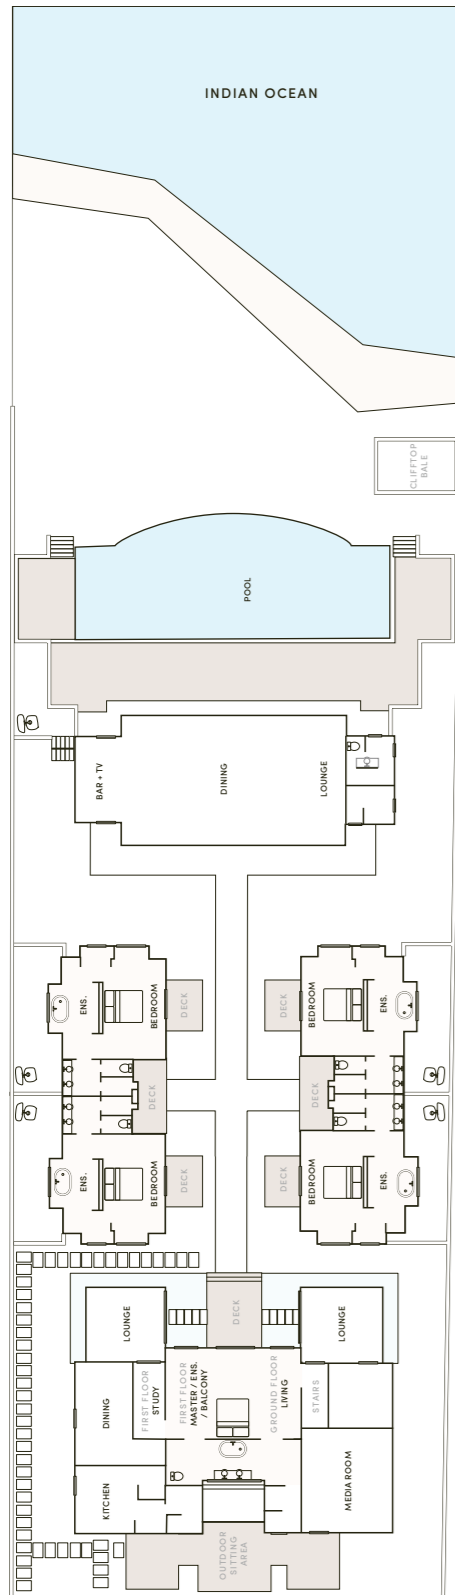 INDIAN OCEAN
CLIFFTOP
BALE
POOL
BAR + TV
DINING
LOUNGE
ENS.
BEDROOM
DECK
DECK
BEDROOM
ENS.
DECK
DECK
ENS.
BEDROOM
DECK
DECK
BEDROOM
ENS.
LOUNGE
DECK
LOUNGE
DINING
FIRST FLOOR
STUDY
FIRST FLOOR
MASTER / ENS.
/ BALCONY
GROUND FLOOR
LIVING
STAIRS
KITCHEN
MEDIA ROOM
OUTDOOR
SITTING
AREA